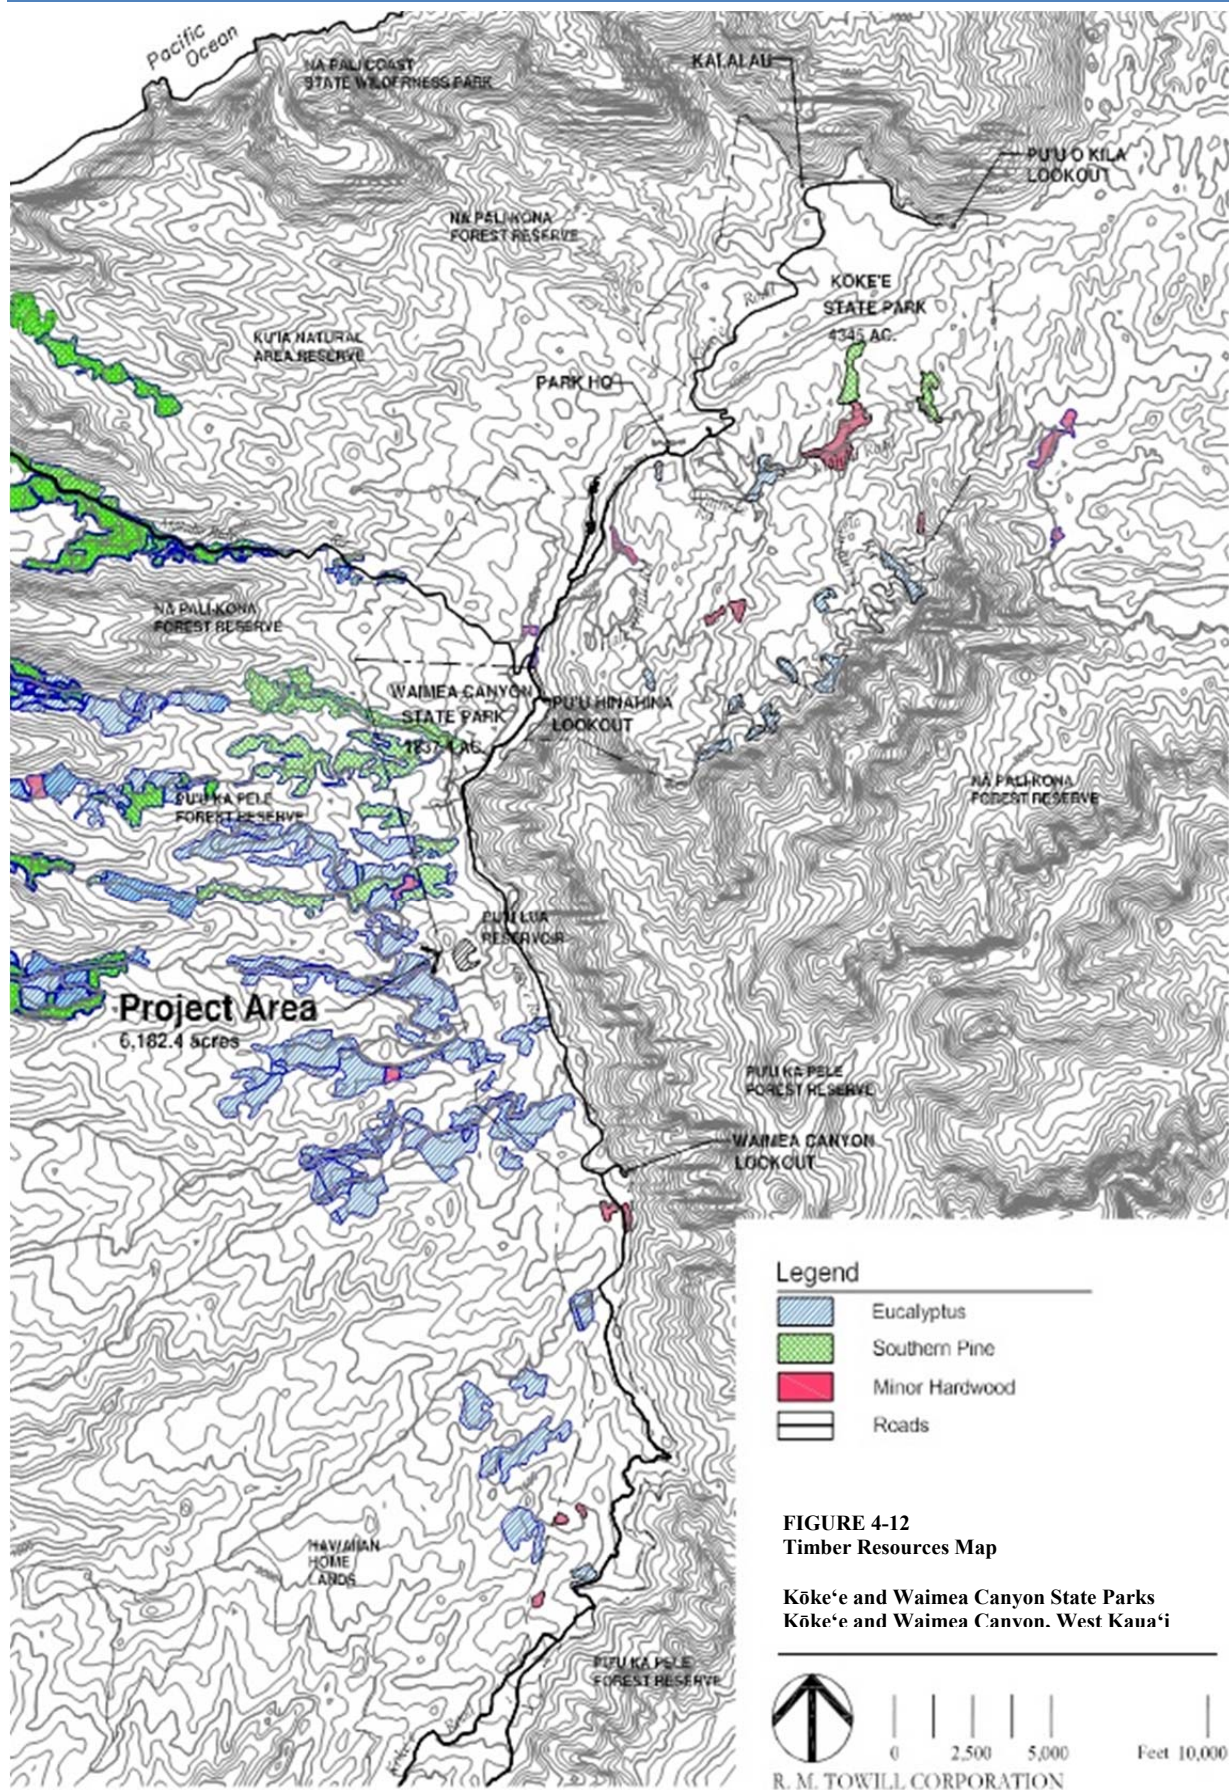 Pacific
Ocean
NA PALI COAST
STATE WILDERNESS PARK
KALALAU
PU'U O KILA
LOOKOUT
NA PALI-KONA
FOREST RESERVE
KOKE'E
STATE PARK
4345 AC.
Road
KU'IA NATURAL
AREA RESERVE
PARK HQ
NA PALI-KONA
FOREST RESERVE
WAIMEA CANYON
STATE PARK
PU'U HINAHINA
LOOKOUT
NA PALI-KONA
FOREST RESERVE
PU'U KA PELE
FOREST RESERVE
PU'U LUA
RESERVOIR
Project Area
6,182.4 acres
PU'U KA PELE
FOREST RESERVE
WAIMEA CANYON
LOOKOUT
Legend
Eucalyptus
Southern Pine
Minor Hardwood
Roads
FIGURE 4-12
Timber Resources Map
Kōke‘e and Waimea Canyon State Parks
Kōke‘e and Waimea Canyon, West Kaua‘i
HAWAIIAN
HOME
LANDS
PU'U KA PELE
FOREST RESERVE
Road
0 2,500 5,000 Feet 10,000
R. M. TOWILL CORPORATION